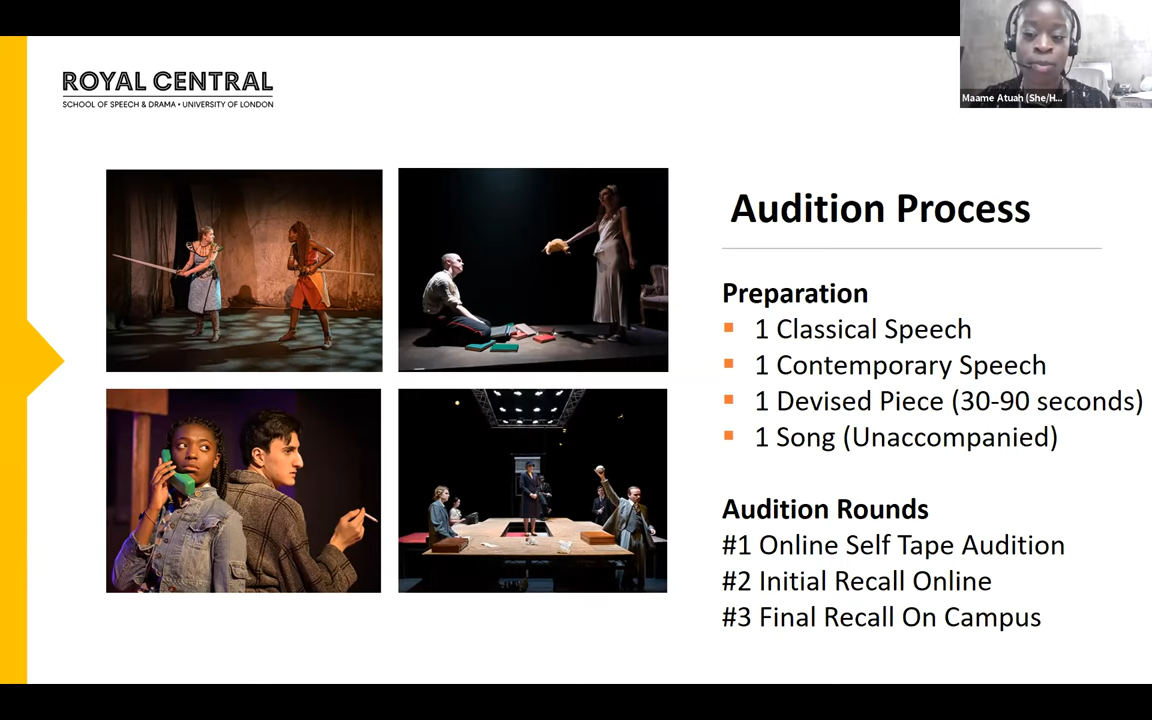 ROYAL CENTRAL
SCHOOL OF SPEECH & DRAMA • UNIVERSITY OF LONDON
Maame Atuah (She/H...
Audition Process
Preparation
1 Classical Speech
1 Contemporary Speech
1 Devised Piece (30-90 seconds)
1 Song (Unaccompanied)
Audition Rounds
#1 Online Self Tape Audition
#2 Initial Recall Online
#3 Final Recall On Campus